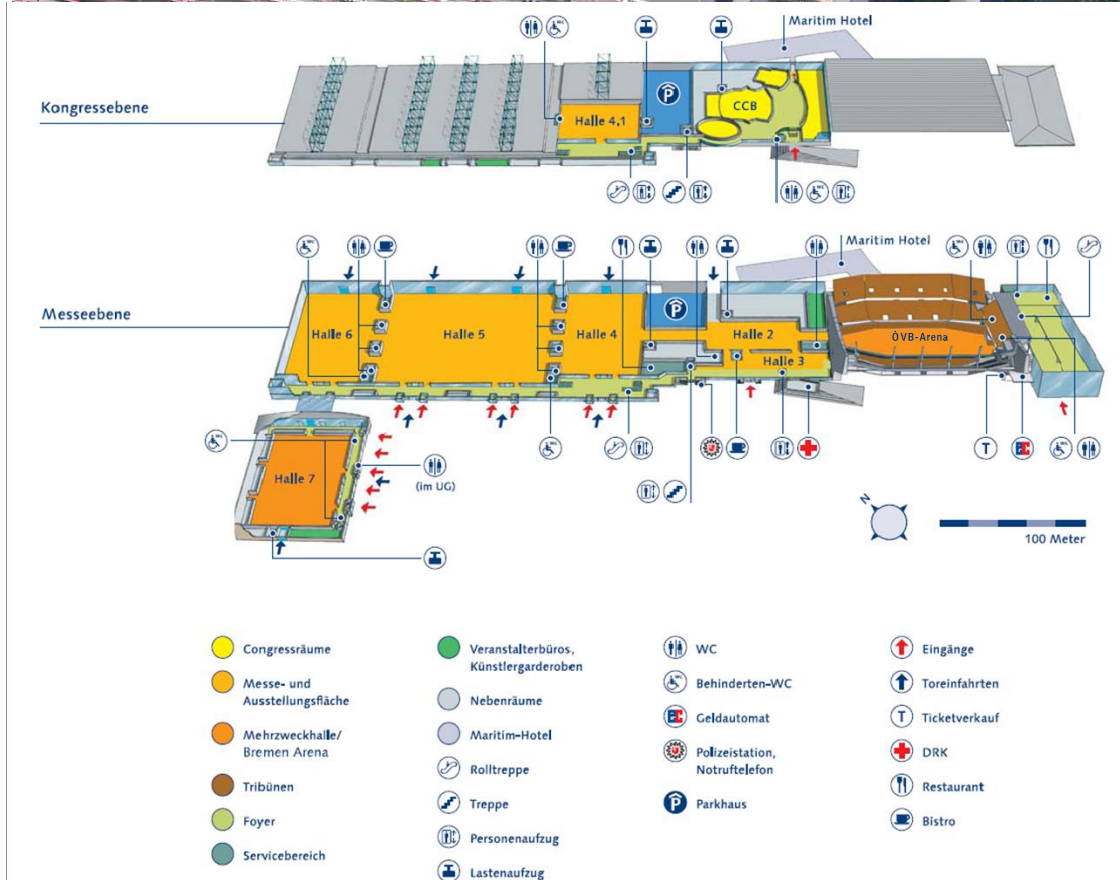 Maritim Hotel
Kongressebene
Halle 4.1
CCB
Maritim Hotel
Messeebene
Halle 6
Halle 5
Halle 4
Halle 2
Halle 3
ÖVB-Arena
Halle 7
(im UG)
T
EC
N
100 Meter
Congressräume
Messe- und
Ausstellungsfläche
Mehrzweckhalle/
Bremen Arena
Tribünen
Foyer
Servicebereich
Veranstalterbüros,
Künstlergarderoben
Nebenräume
Maritim-Hotel
Rolltreppe
Treppe
Personenaufzug
Lastenaufzug
WC
Behinderten-WC
Geldautomat
Polizeistation,
Notruftelefon
P
Parkhaus
Eingänge
Toreinfahrten
T
Ticketverkauf
DRK
Restaurant
Bistro